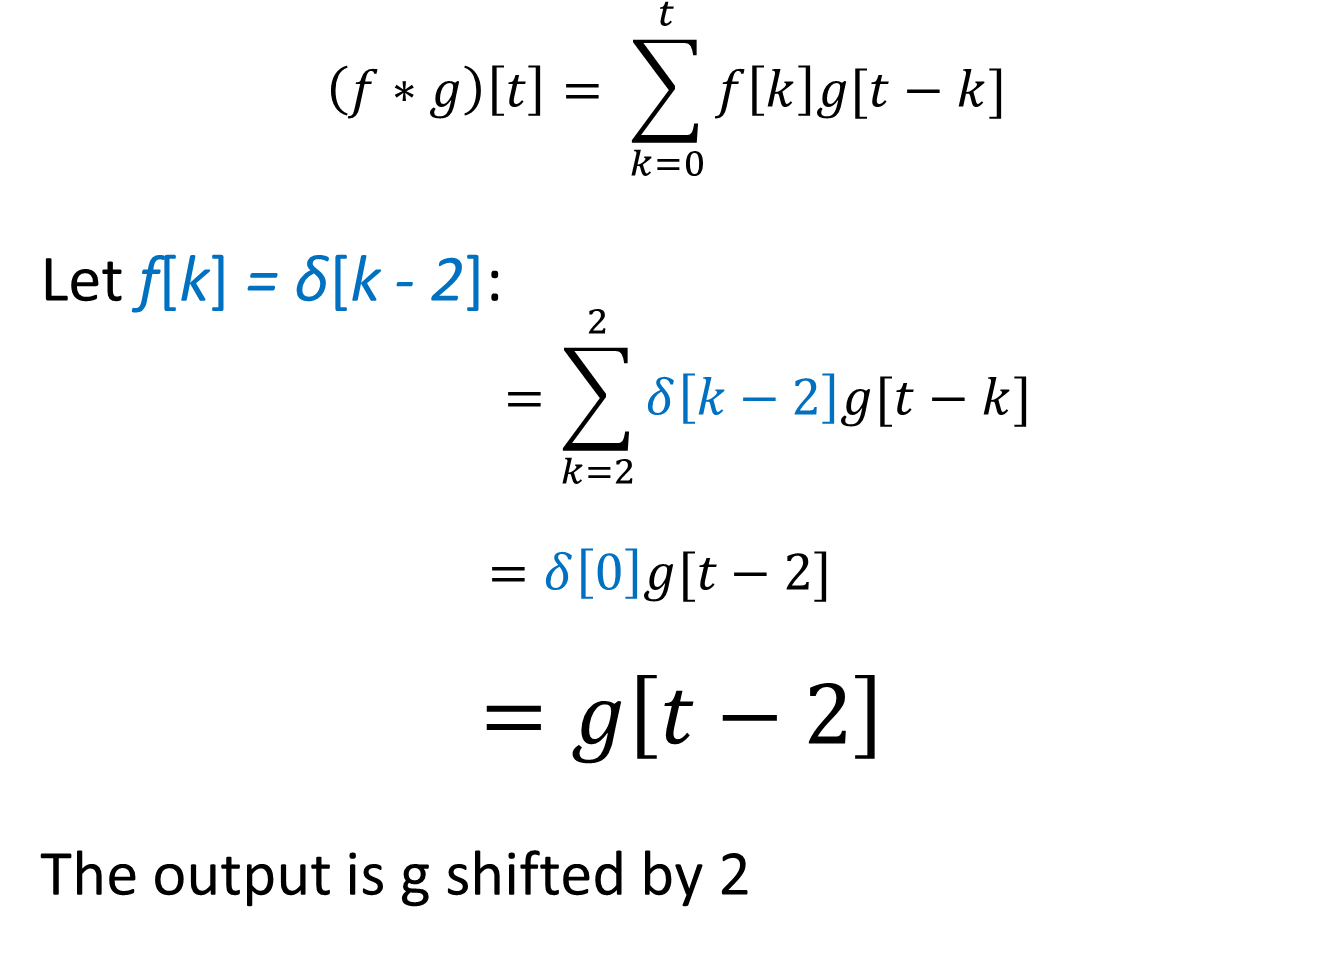 (f ∗ g)[t] = ∑_{k=0}^{t} f[k]g[t − k]
Let f[k] = δ[k - 2]:
= ∑_{k=2}^{2} δ[k − 2]g[t − k]
= δ[0]g[t − 2]
= g[t − 2]
The output is g shifted by 2